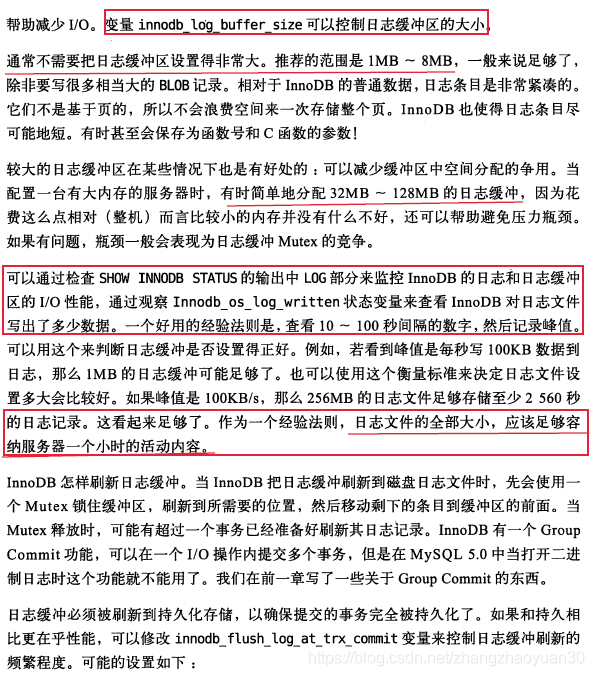 帮助减少 I/O。变量 innodb_log_buffer_size 可以控制日志缓冲区的大小。
通常不需要把日志缓冲区设置得非常大。推荐的范围是 1MB ~ 8MB，一般来说足够了，
除非要写很多相当大的 BLOB 记录。相对于 InnoDB 的普通数据，日志条目是非常紧凑的。
它们不是基于页的，所以不会浪费空间来一次存储整个页。InnoDB 也使得日志条目尽
可能地短。有时甚至会保存为函数号和 C 函数的参数！
较大的日志缓冲区在某些情况下也是有好处的：可以减少缓冲区中空间分配的争用。当
配置一台有大内存的服务器时，有时简单地分配 32MB ~ 128MB 的日志缓冲，因为花
费这么点相对（整机）而言比较小的内存并没有什么不好，还可以帮助避免压力瓶颈。
如果有问题，瓶颈一般会表现为日志缓冲 Mutex 的竞争。
可以通过检查 SHOW INNODB STATUS 的输出中 LOG 部分来监控 InnoDB 的日志和日志缓冲
区的 I/O 性能，通过观察 Innodb_os_log_written 状态变量来查看 InnoDB 对日志文件
写出了多少数据。一个好用的经验法则是，查看 10 ~ 100 秒间隔的数字，然后记录峰值。
可以用这个来判断日志缓冲是否设置得正好。例如，若看到峰值是每秒写 100KB 数据到
日志，那么 1MB 的日志缓冲可能足够了。也可以使用这个衡量标准来决定日志文件设
置多大会比较好。如果峰值是 100KB/s，那么 256MB 的日志文件足够存储至少 2 560 秒
的日志记录。这看起来足够了。作为一个经验法则，日志文件的全部大小，应该足够容
纳服务器一个小时的活动内容。
InnoDB 怎样刷新日志缓冲。当 InnoDB 把日志缓冲刷新到磁盘日志文件时，先会使用一
个 Mutex 锁住缓冲区，刷新到所需要的位置，然后移动剩下的条目到缓冲区的前面。当
Mutex 释放时，可能有超过一个事务已经准备好刷新其日志记录。InnoDB 有一个 Group
Commit 功能，可以在一个 I/O 操作内提交多个事务，但是在 MySQL 5.0 中当打开二进
制日志时这个功能就不能用了。我们在前一章写了一些关于 Group Commit 的东西。
日志缓冲必须被刷新到持久化存储，以确保提交的事务完全被持久化了。如果和持久相
比更在乎性能，可以修改 innodb_flush_log_at_trx_commit 变量来控制日志缓冲刷新的
频繁程度。可能的设置如下：
https://blog.csdn.net/zhangzhaoyuan30